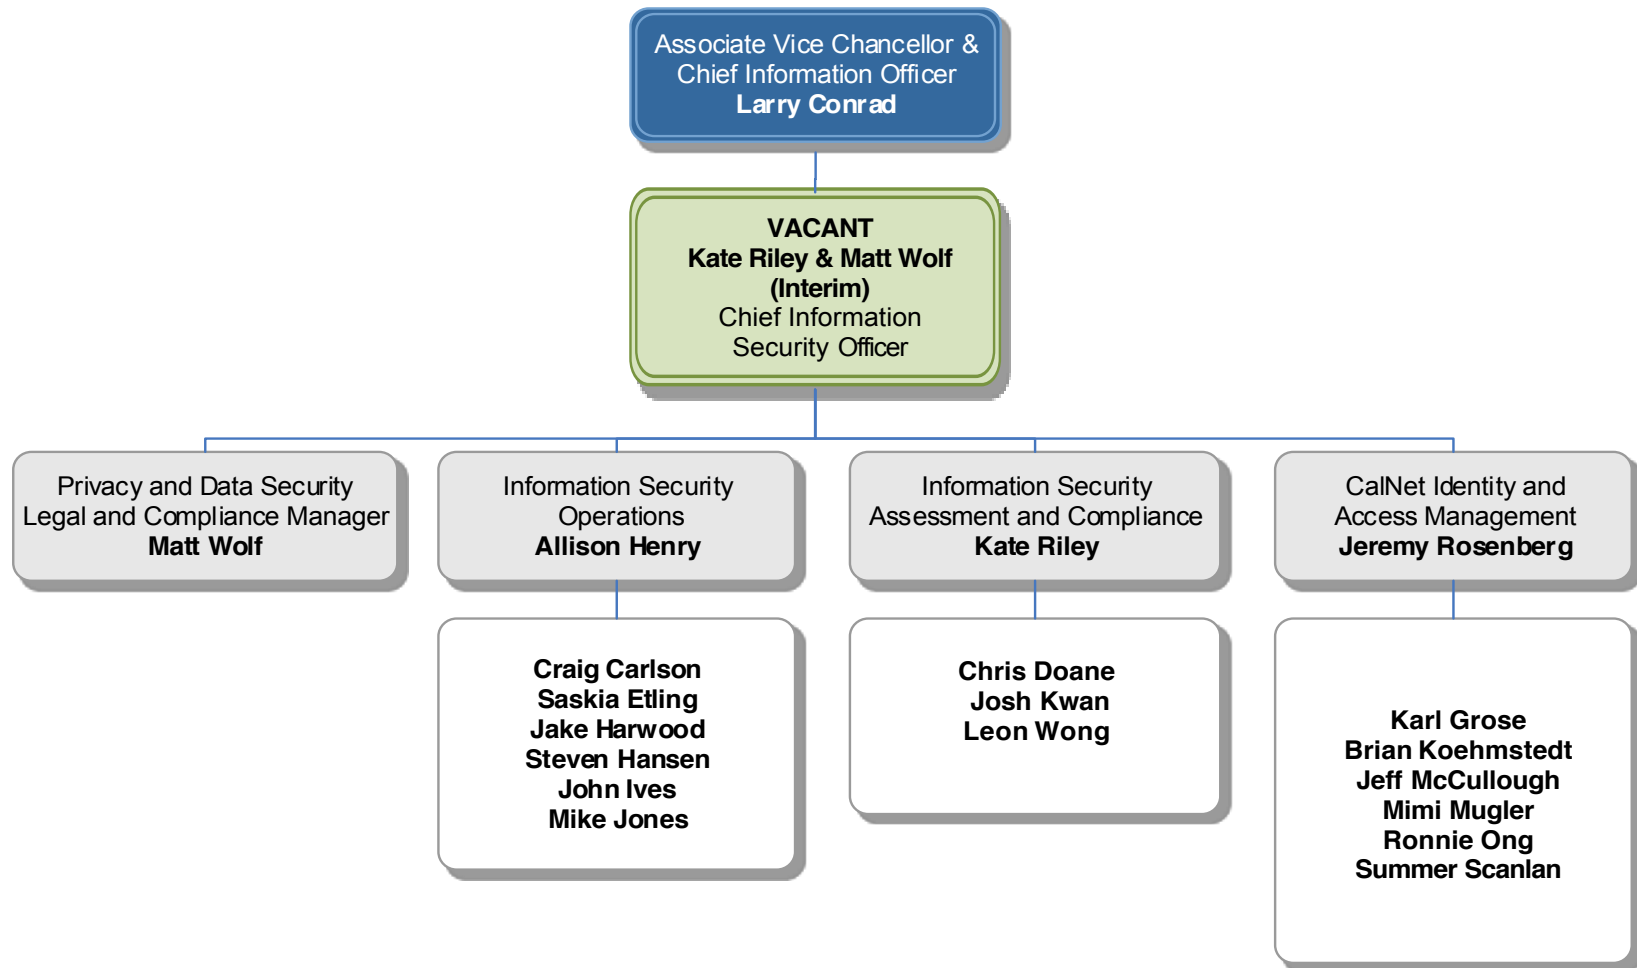 Associate Vice Chancellor &
Chief Information Officer
Larry Conrad
VACANT
Kate Riley & Matt Wolf
(Interim)
Chief Information
Security Officer
Privacy and Data Security
Legal and Compliance Manager
Matt Wolf
Information Security
Operations
Allison Henry
Information Security
Assessment and Compliance
Kate Riley
CalNet Identity and
Access Management
Jeremy Rosenberg
Craig Carlson
Saskia Etling
Jake Harwood
Steven Hansen
John Ives
Mike Jones
Chris Doane
Josh Kwan
Leon Wong
Karl Grose
Brian Koehmstedt
Jeff McCullough
Mimi Mugler
Ronnie Ong
Summer Scanlan